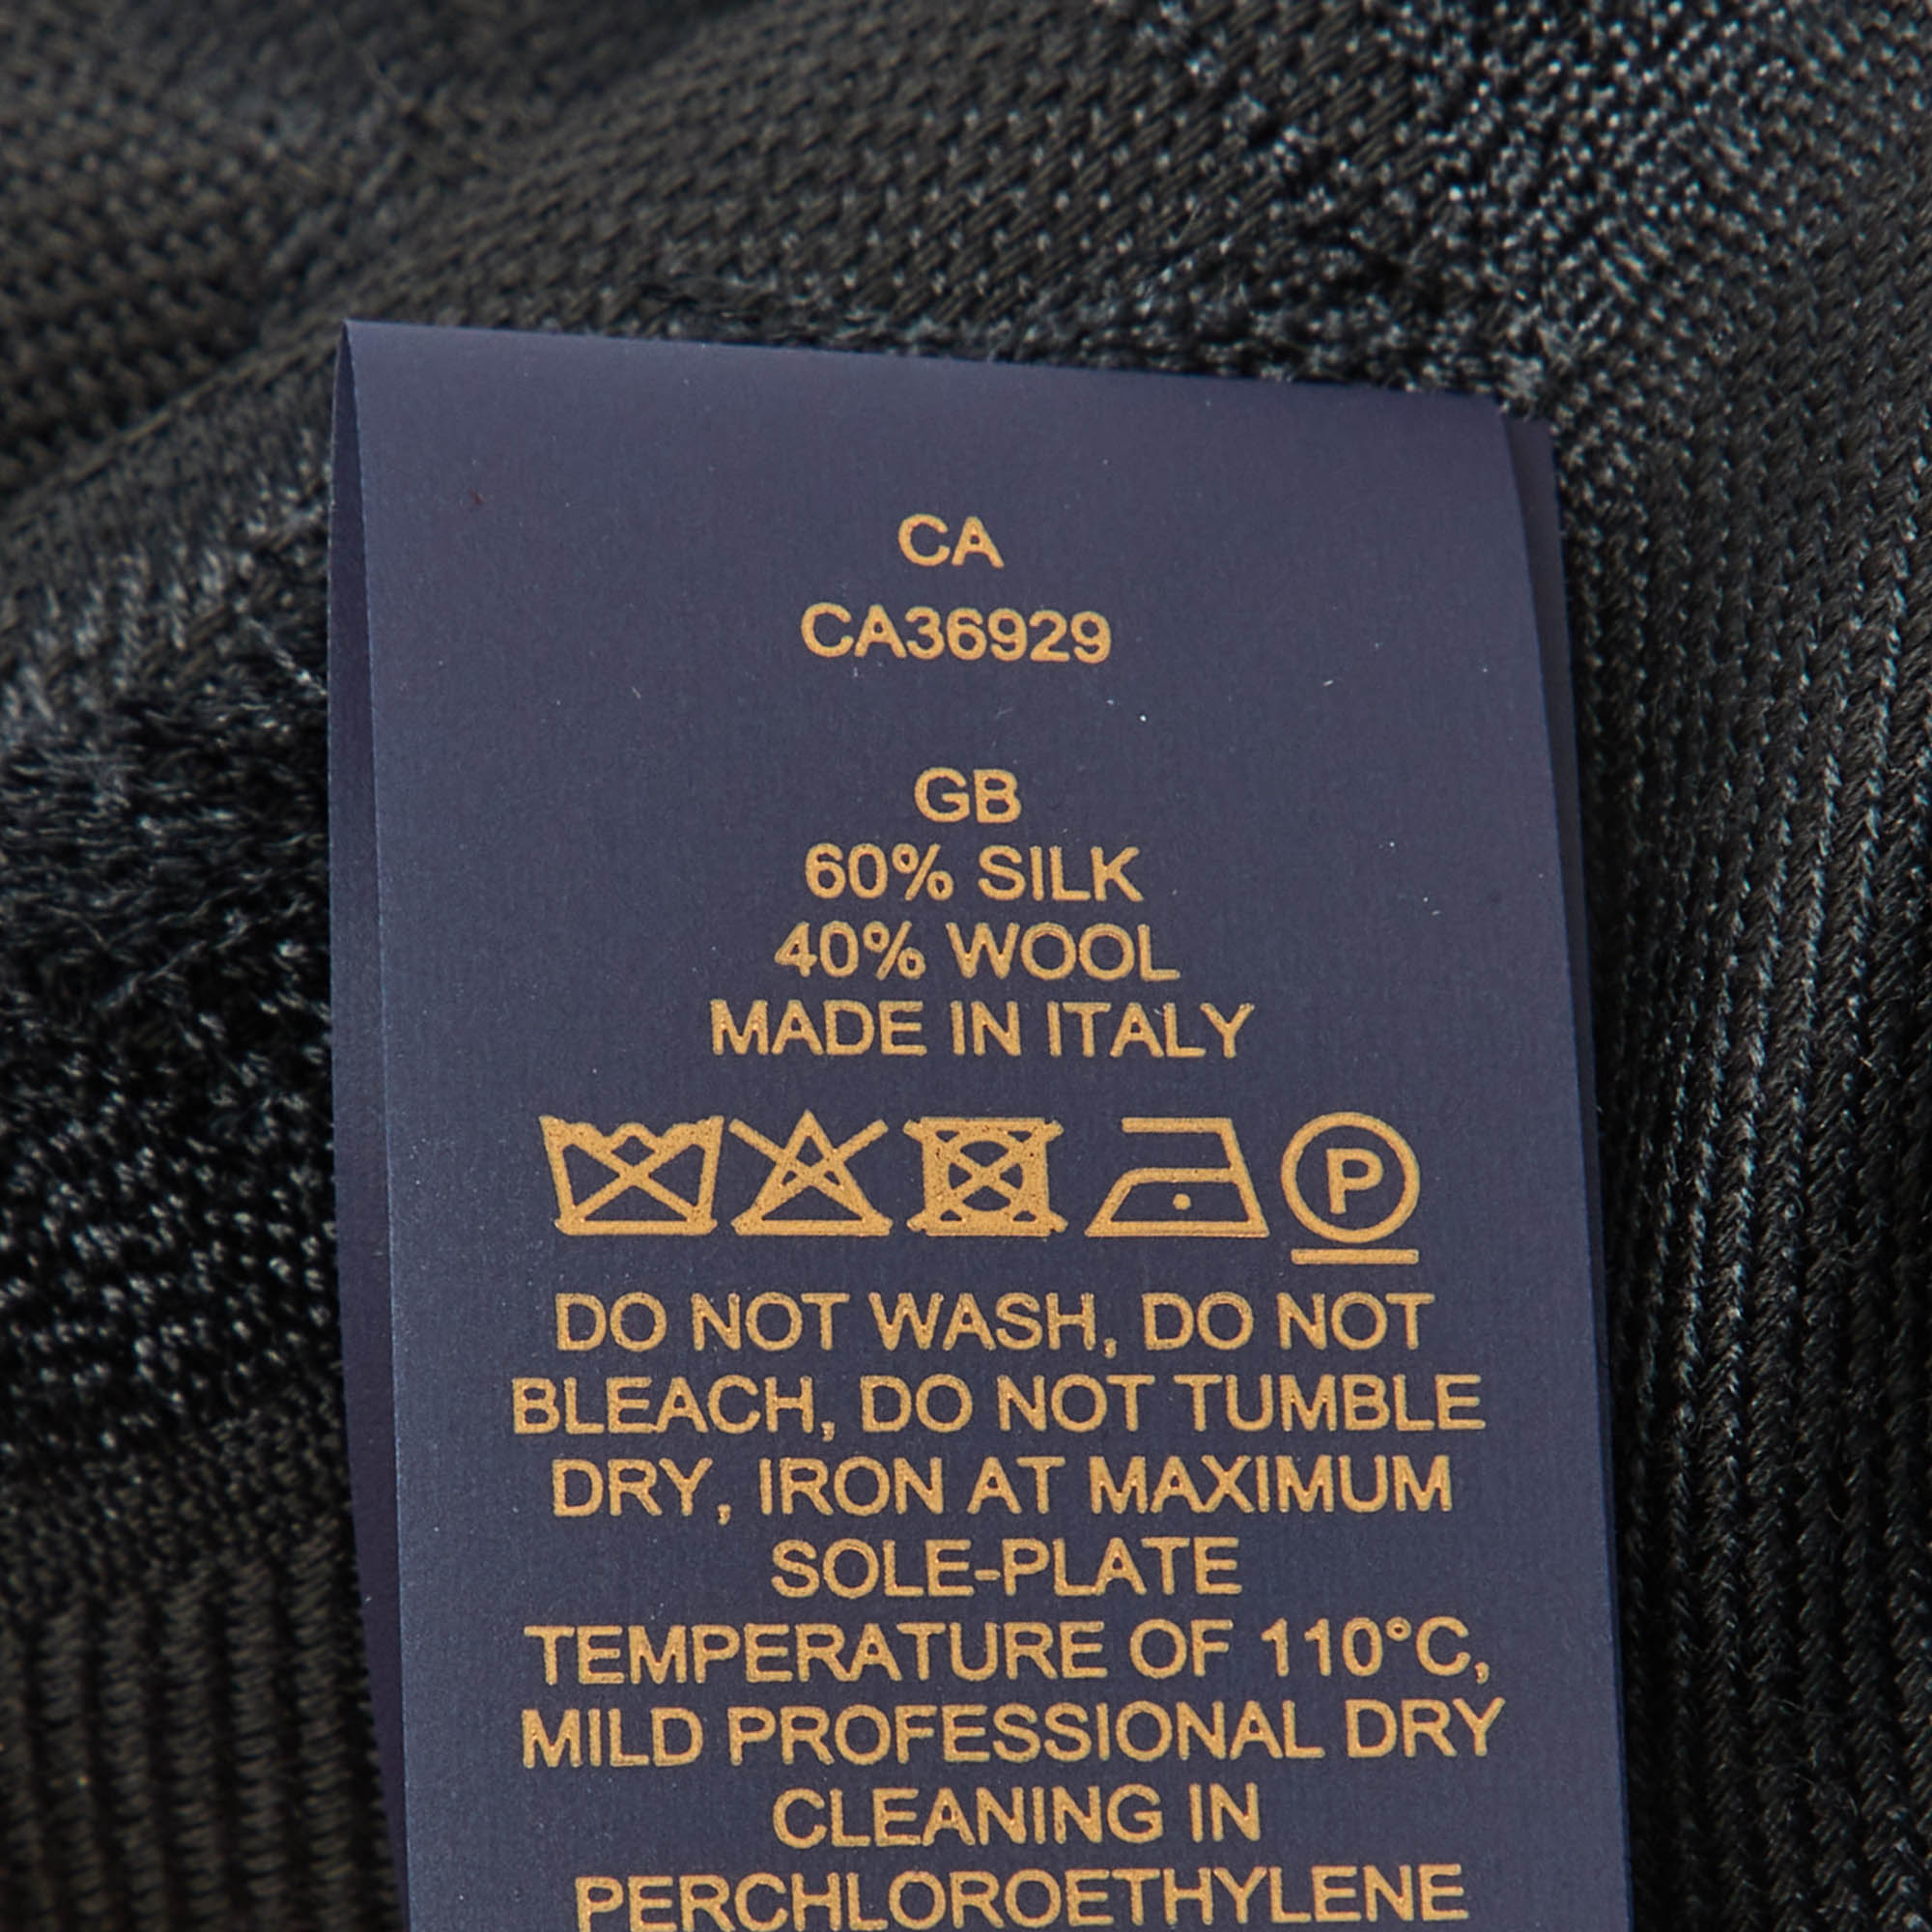 CA
CA36929
GB
60% SILK
40% WOOL
MADE IN ITALY
P
DO NOT WASH, DO NOT
BLEACH, DO NOT TUMBLE
DRY, IRON AT MAXIMUM
SOLE-PLATE
TEMPERATURE OF 110°C,
MILD PROFESSIONAL DRY
CLEANING IN
PERCHLOROETHYLENE